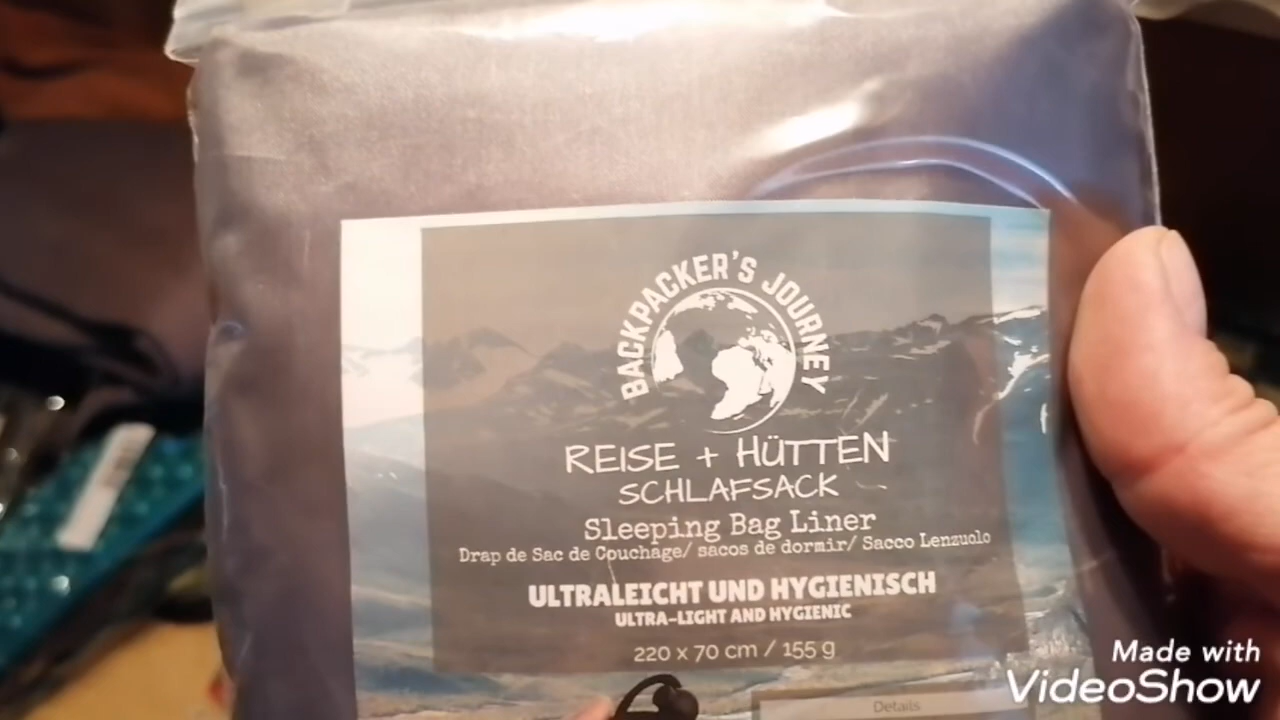 BACKPACKER'S JOURNEY
REISE + HÜTTEN
SCHLAFSACK
Sleeping Bag Liner
Drap de Sac de Couchage/ sacos de dormir/ Sacco Lenzuolo
ULTRALEICHT UND HYGIENISCH
ULTRA-LIGHT AND HYGIENIC
220 x 70 cm / 155 g
Details
Made with
VideoShow